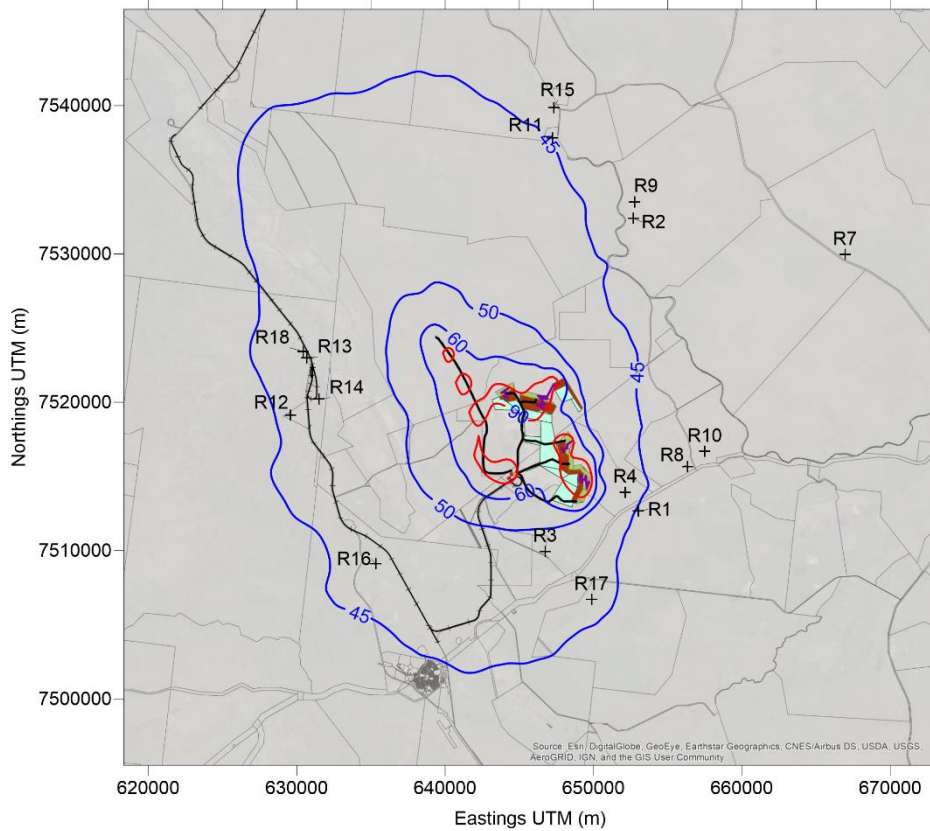 7540000
R15
R11
45
R9
R2
7530000
R7
50
60
R18
R13
45
R14
7520000
R12
90
R10
R8
R4
60
50
R1
7510000
R3
R16
R17
45
7500000
Source: Esri, DigitalGlobe, GeoEye, Earthstar Geographics, CNES/Airbus DS, USDA, USGS,
AeroGRID, IGN, and the GIS User Community
620000 630000 640000 650000 660000 670000
Eastings UTM (m)
Northings UTM (m)